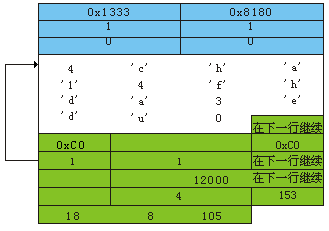 0x1333 0x8180
1 1
0 0
4 'c' 'h' 'a'
'l' 4 'f' 'h'
'd' 'a' 3 'e'
'd' 'u' 0 在下一行继续
0xC0 0xC0
1 1 在下一行继续
12000 在下一行继续
4 153
18 8 105